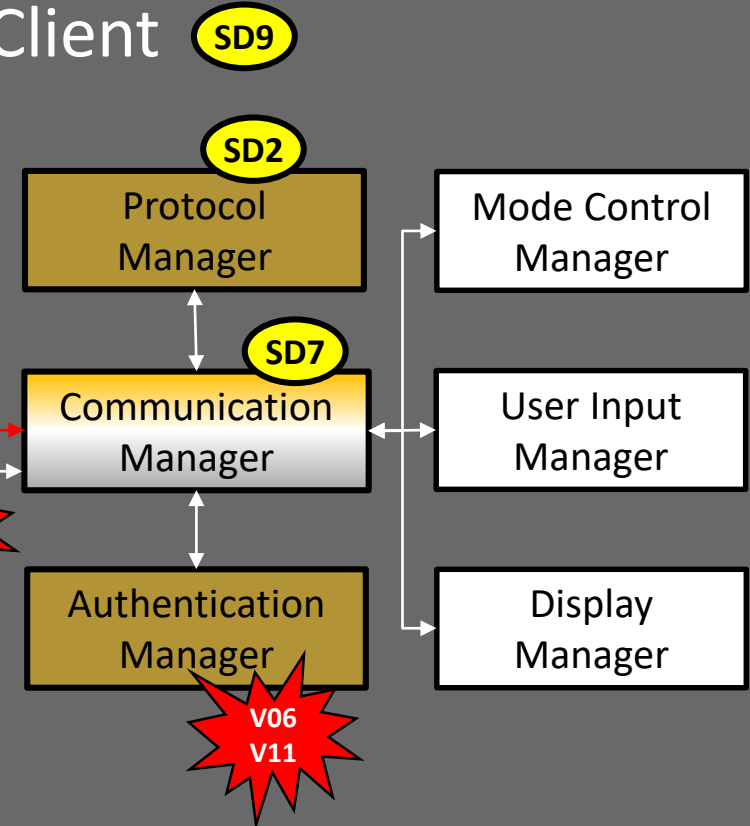 Client
SD9
SD2
Protocol
Manager
Mode Control
Manager
SD7
Communication
Manager
User Input
Manager
Authentication
Manager
Display
Manager
V06
V11